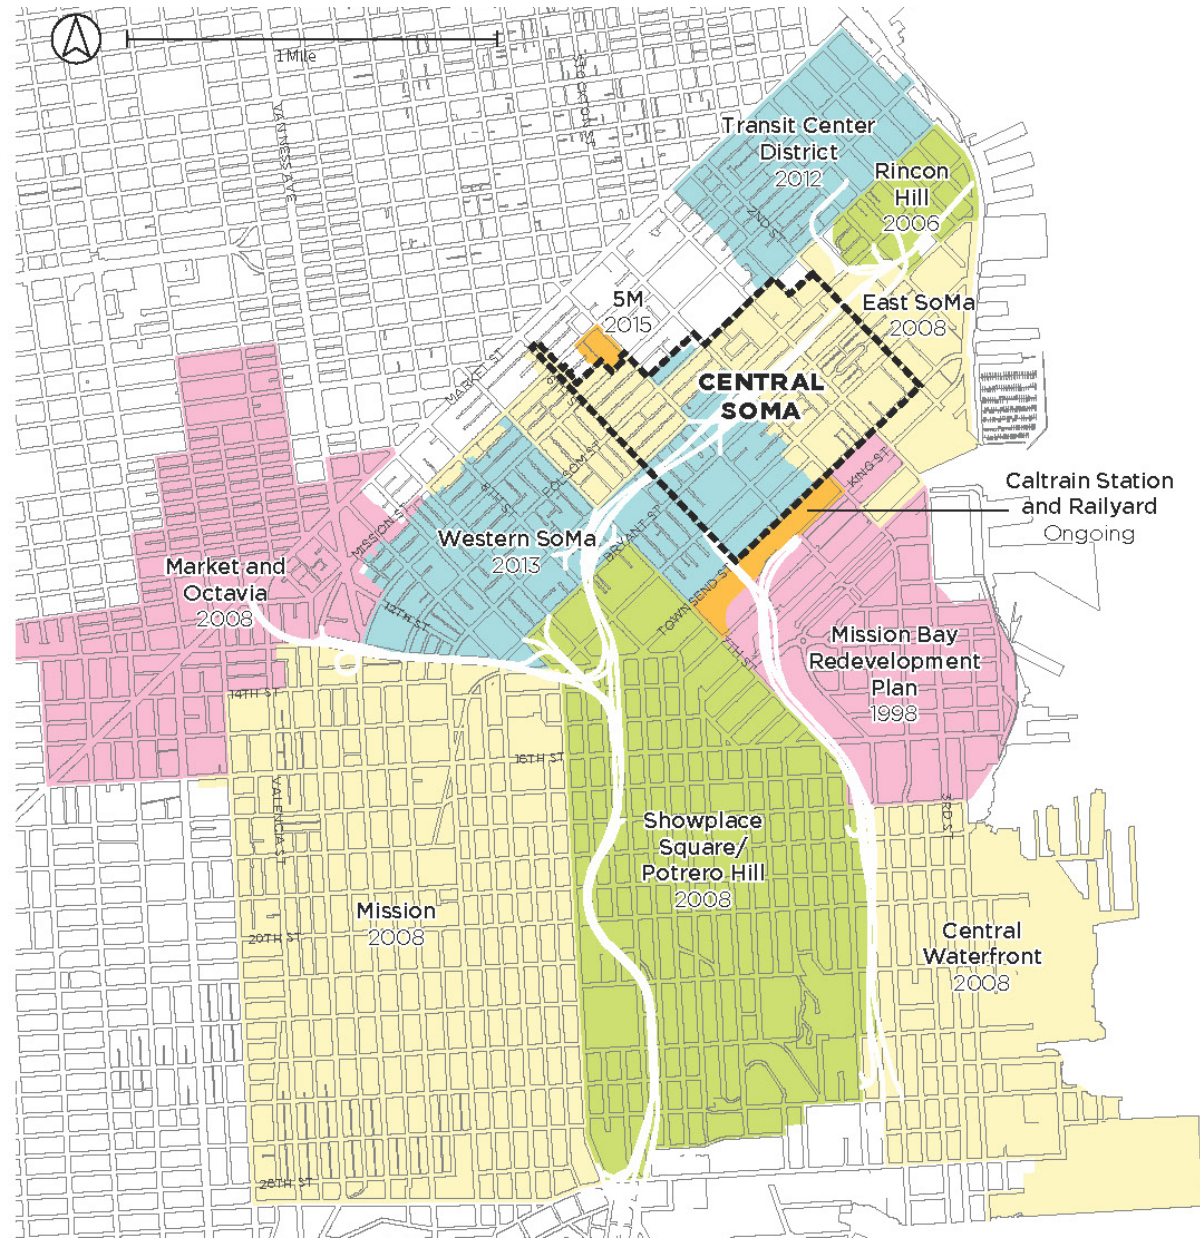 1 Mile
STOCKTON ST
VAN NESS AVE
Transit Center
District
2012
Rincon
Hill
2006
2ND ST
5M
2015
East SoMa
2008
MARKET ST
6TH ST
CENTRAL
SOMA
FOLSOM ST
KING ST
8TH ST
Caltrain Station
and Railyard
Ongoing
MISSION ST
BRYANT ST
Western SoMa
2013
Market and
Octavia
2008
TOWNSEND ST
12TH ST
7TH ST
Mission Bay
Redevelopment
Plan
1998
14TH ST
16TH ST
VALENCIA ST
3RD ST
Showplace
Square/
Potrero Hill
2008
Mission
2008
20TH ST
Central
Waterfront
2008
26TH ST